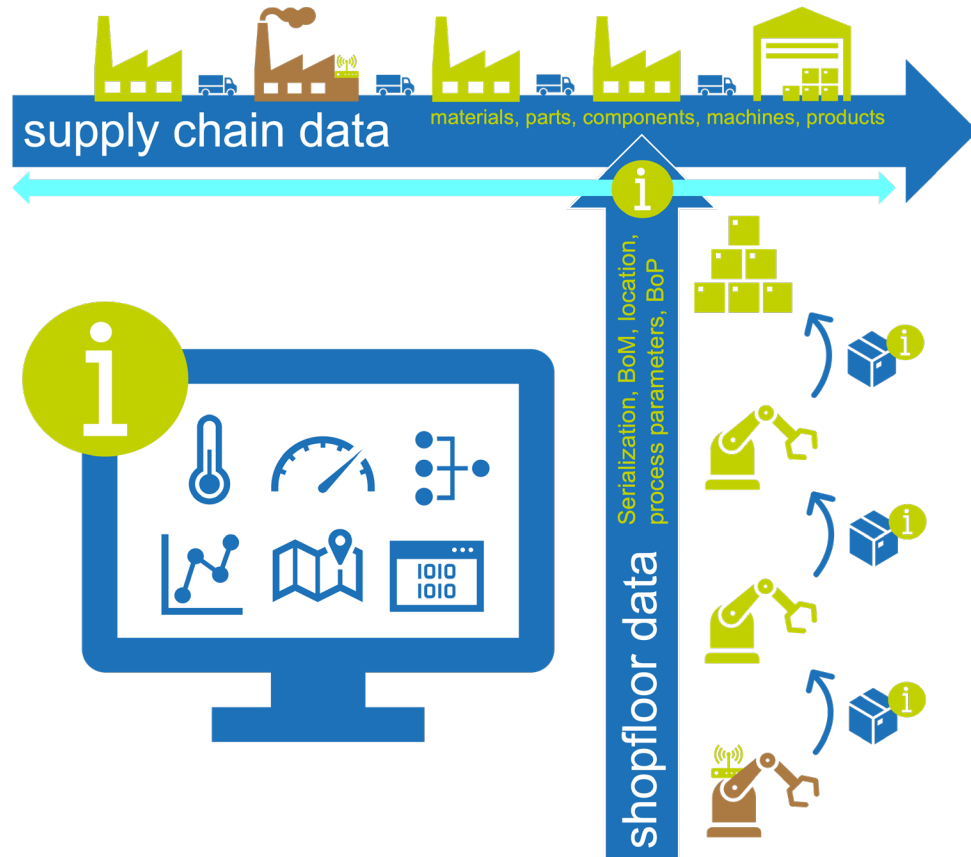 supply chain data
materials, parts, components, machines, products
i
i
Serialization, BoM, location,
process parameters, BoP
shopfloor data
1010
1010
i
i
i